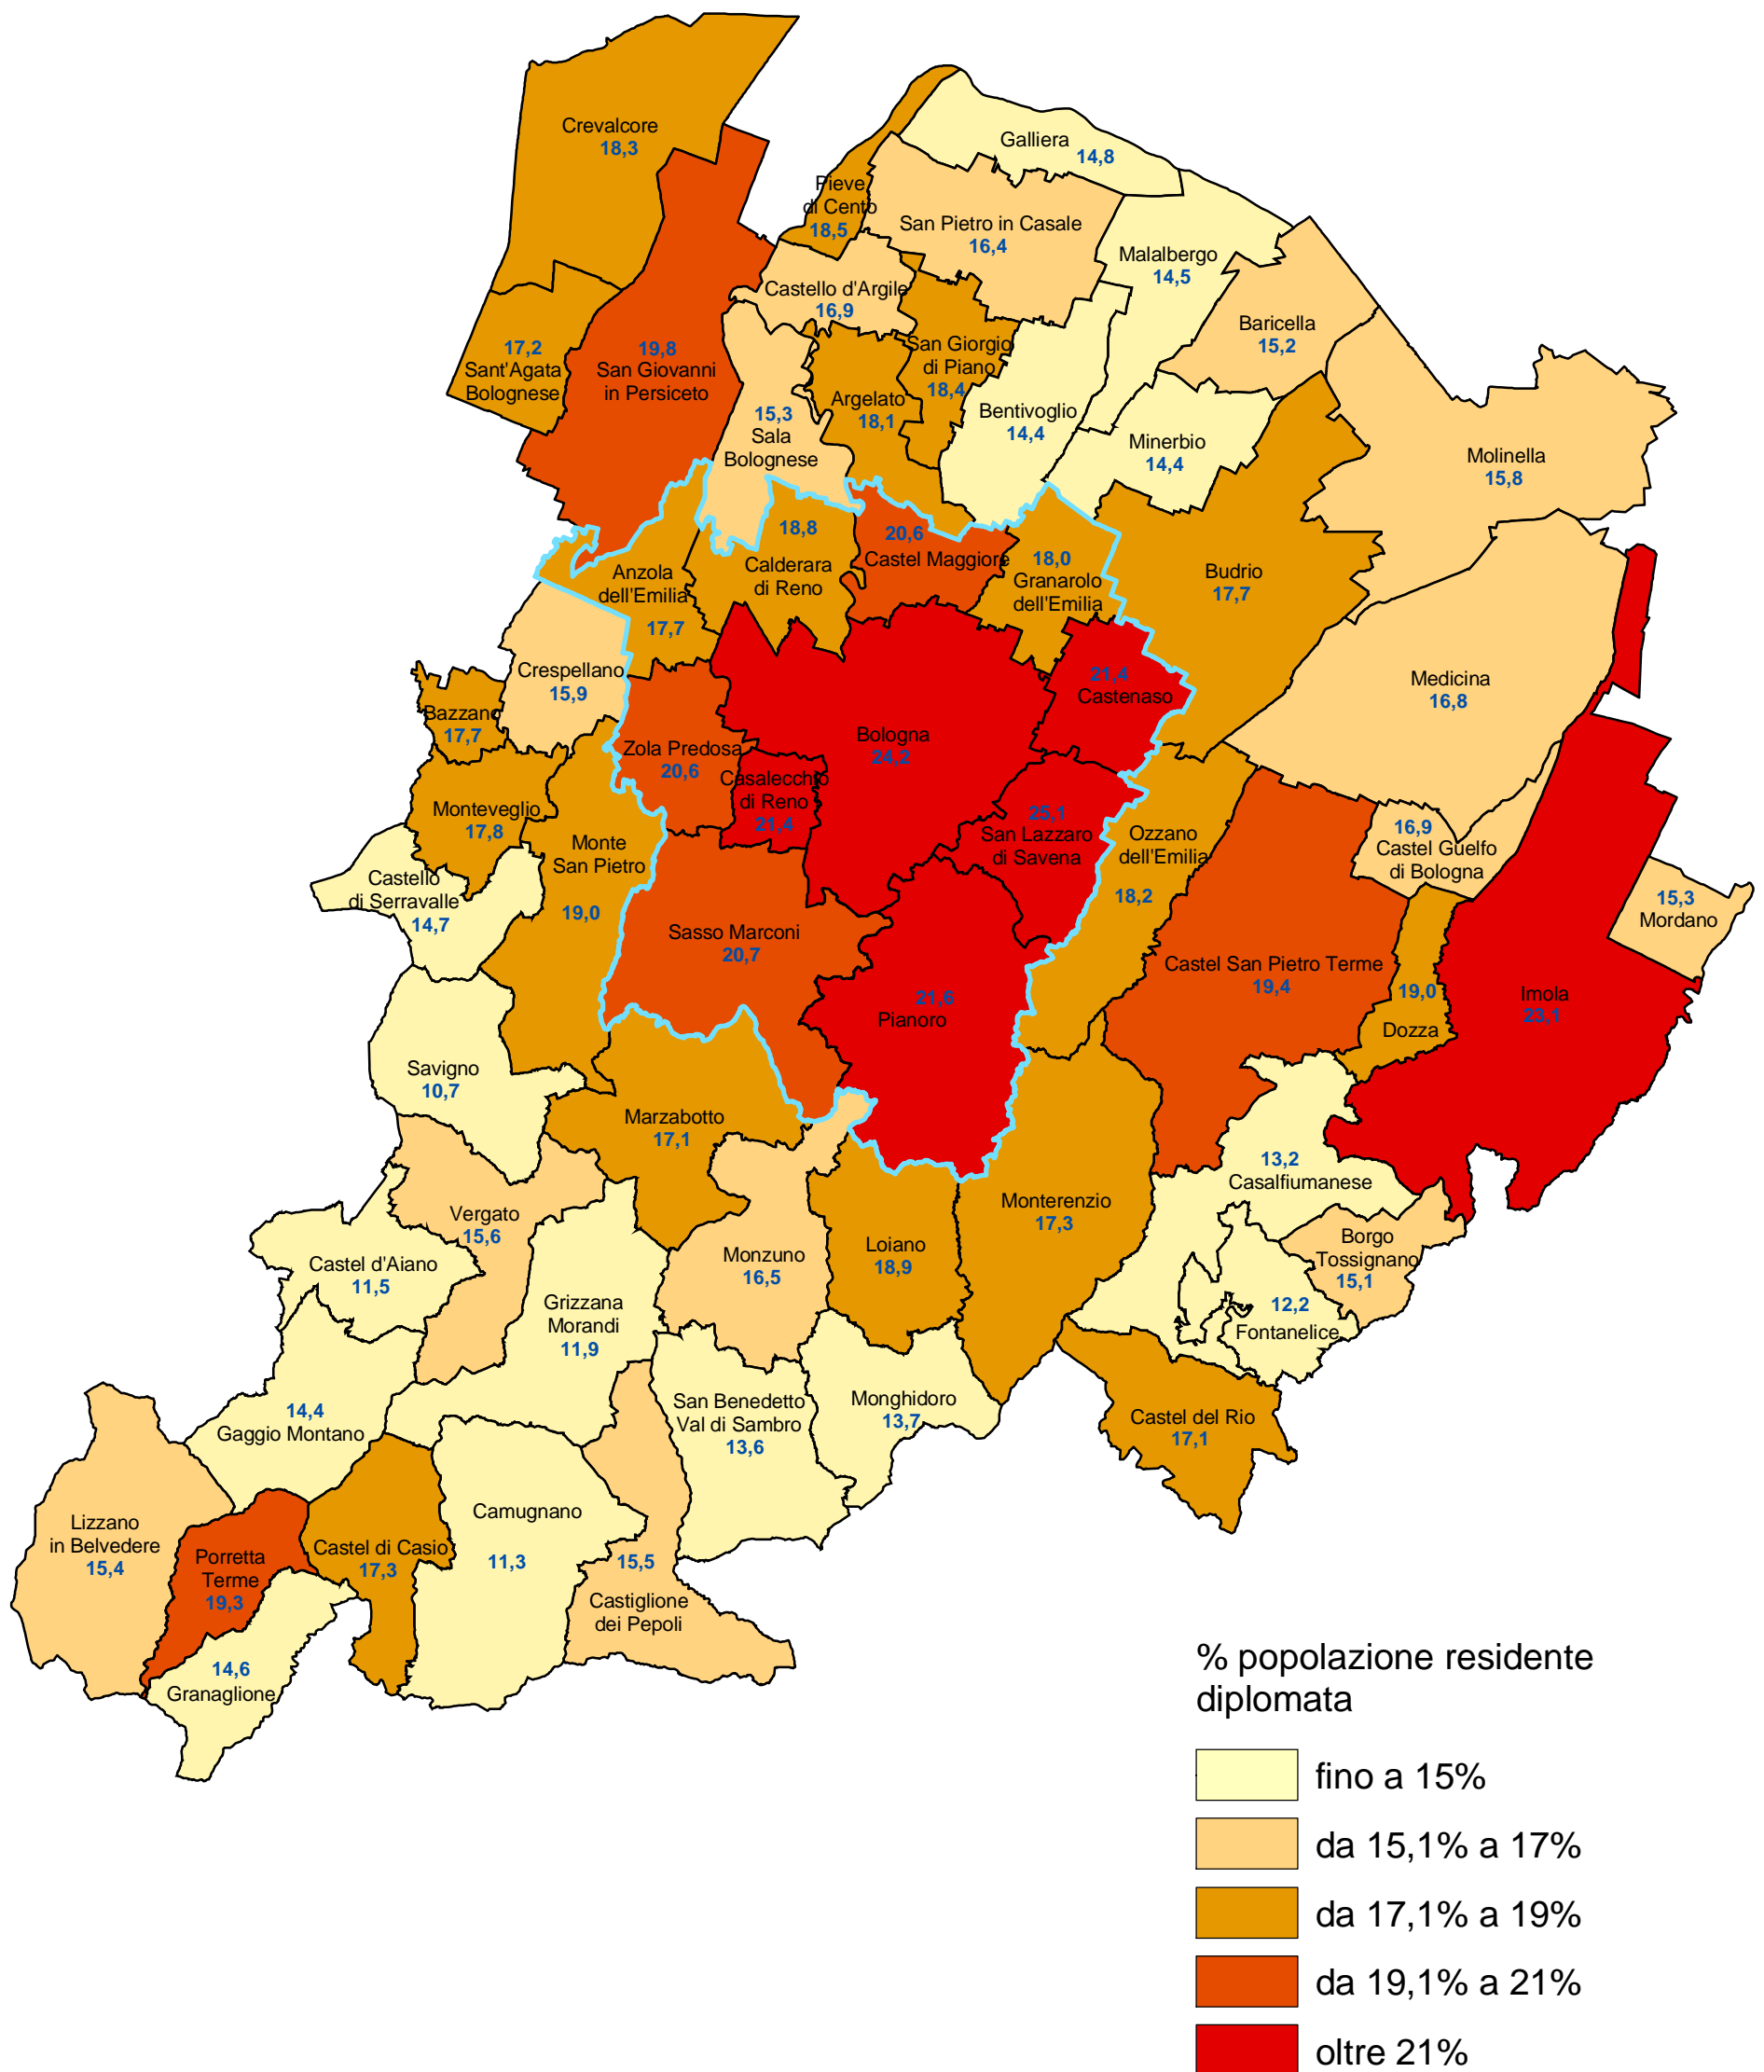 Crevalcore
18,3
Galliera
14,8
Pieve
di Cento
18,5
San Pietro in Casale
16,4
Malalbergo
14,5
Castello d'Argile
16,9
Baricella
15,2
17,2
Sant'Agata
Bolognese
19,8
San Giovanni
in Persiceto
San Giorgio
di Piano
18,4
Argelato
18,1
15,3
Sala
Bolognese
Bentivoglio
14,4
Minerbio
14,4
Molinella
15,8
18,8
Calderara
di Reno
20,6
Castel Maggiore
18,0
Granarolo
dell'Emilia
Anzola
dell'Emilia
17,7
Budrio
17,7
Crespellano
15,9
21,4
Castenaso
Medicina
16,8
Bazzano
17,7
Zola Predosa
20,6
Bologna
24,2
Casalecchio
di Reno
21,4
Monteveglio
17,8
Monte
San Pietro
19,0
25,1
San Lazzaro
di Savena
Ozzano
dell'Emilia
18,2
16,9
Castel Guelfo
di Bologna
Castello
di Serravalle
14,7
15,3
Mordano
Sasso Marconi
20,7
Castel San Pietro Terme
19,4
19,0
Dozza
Imola
23,1
21,6
Pianoro
Savigno
10,7
Marzabotto
17,1
13,2
Casalfiumanese
Vergato
15,6
Monterenzio
17,3
Borgo
Tossignano
15,1
Castel d'Aiano
11,5
Monzuno
16,5
Loiano
18,9
Grizzana
Morandi
11,9
12,2
Fontanelice
14,4
Gaggio Montano
San Benedetto
Val di Sambro
13,6
Monghidoro
13,7
Castel del Rio
17,1
Lizzano
in Belvedere
15,4
Porretta
Terme
19,3
Castel di Casio
17,3
Camugnano
11,3
15,5
Castiglione
dei Pepoli
14,6
Granaglione
% popolazione residente
diplomata
fino a 15%
da 15,1% a 17%
da 17,1% a 19%
da 19,1% a 21%
oltre 21%